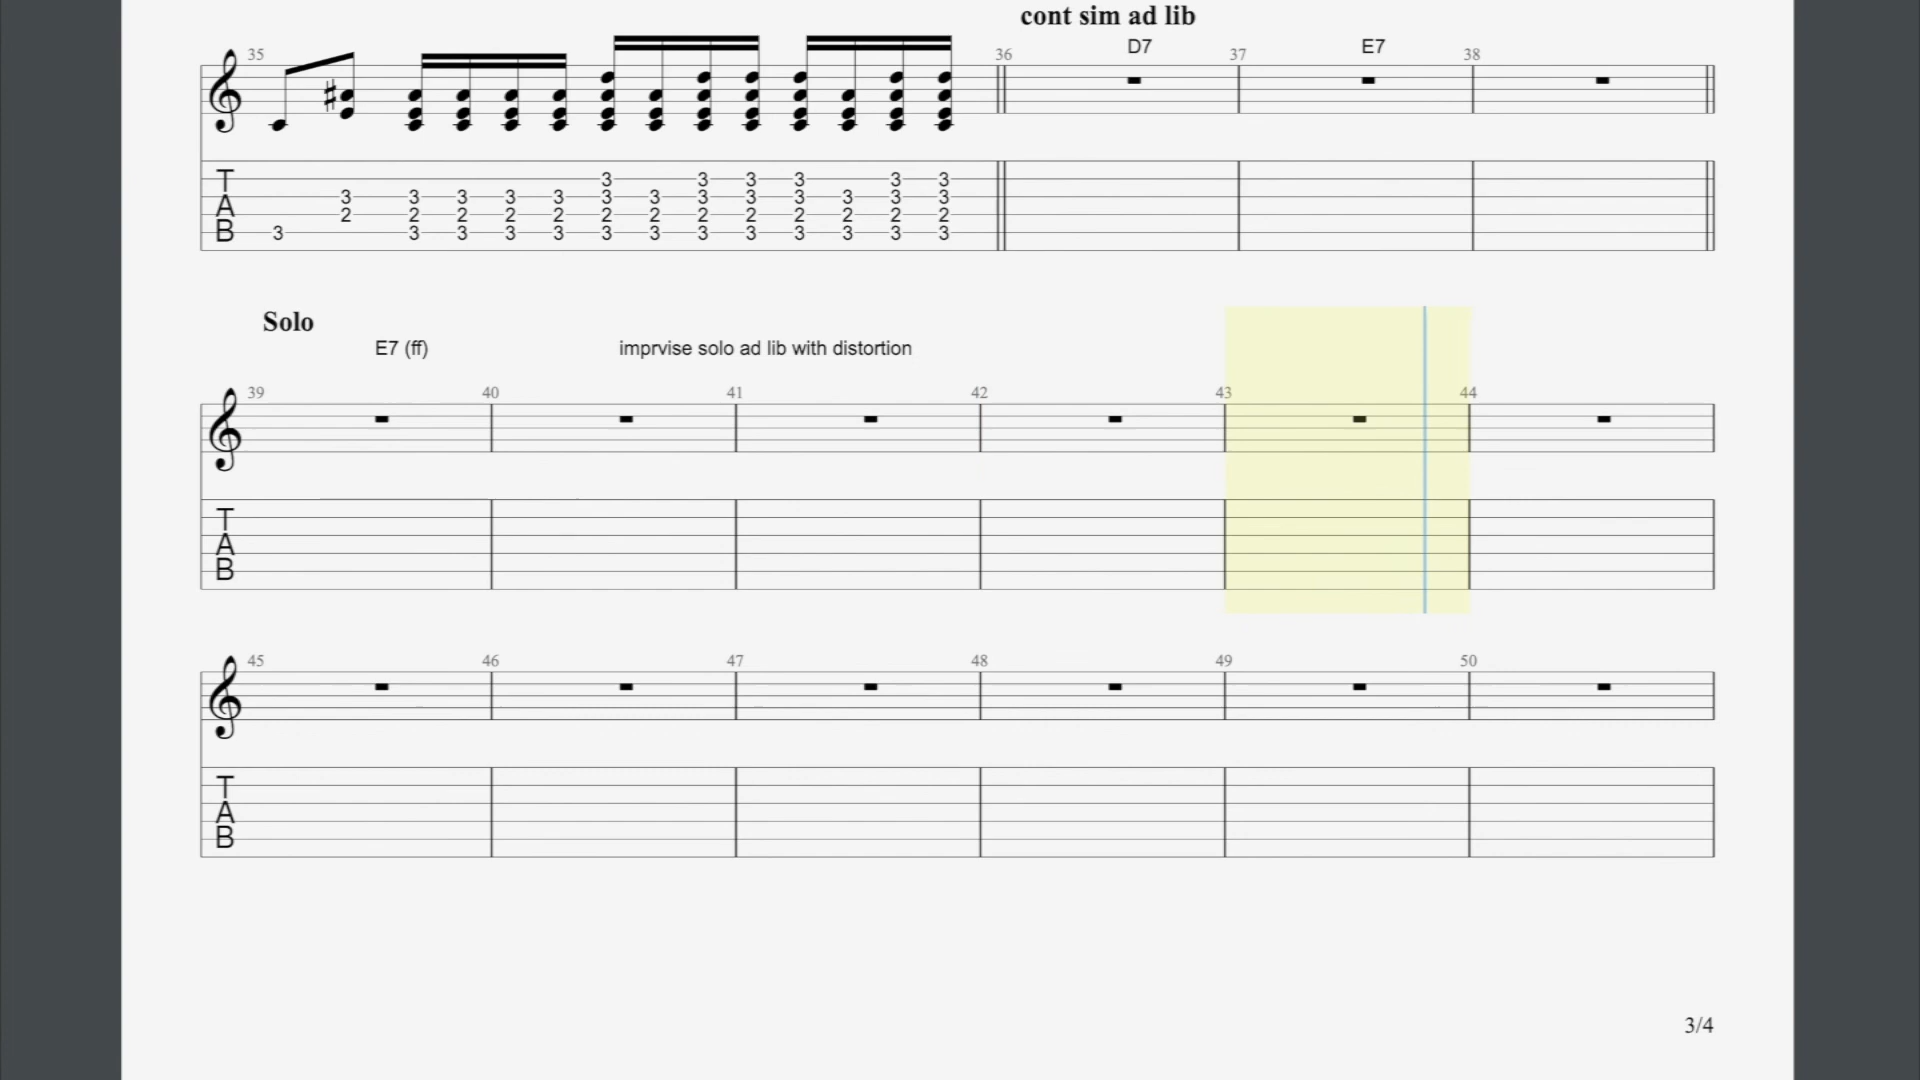 cont sim ad lib
35 36 D7 37 E7 38
T 3 3 3 3 3 3
A 3 3 3 3 3 3 3 3 3 3 3 3 3
2 2 2 2 2 2 2 2 2 2 2 2 2
B 3 3 3 3 3 3 3 3 3 3 3 3 3
Solo
E7 (ff) imprvise solo ad lib with distortion
39 40 41 42 43 44
T
A
B
45 46 47 48 49 50
T
A
B
3/4